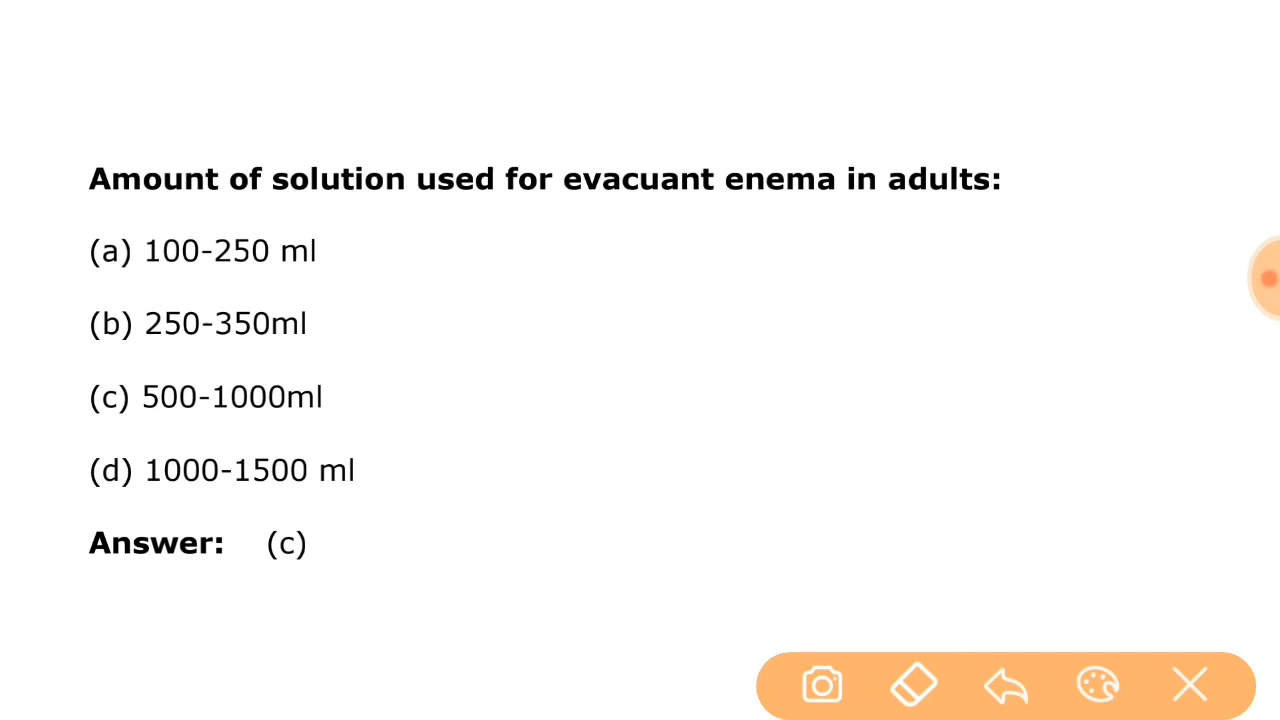 Amount of solution used for evacuant enema in adults:
(a) 100-250 ml
(b) 250-350ml
(c) 500-1000ml
(d) 1000-1500 ml
Answer: (c)